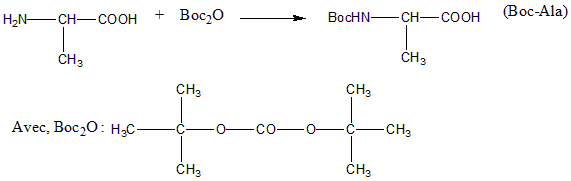 H₂N—CH—COOH + Boc₂O → BocHN—CH—COOH (Boc-Ala)
CH₃ CH₃
CH₃ CH₃
Avec, Boc₂O : H₃C—C—O—CO—O—C—CH₃
CH₃ CH₃